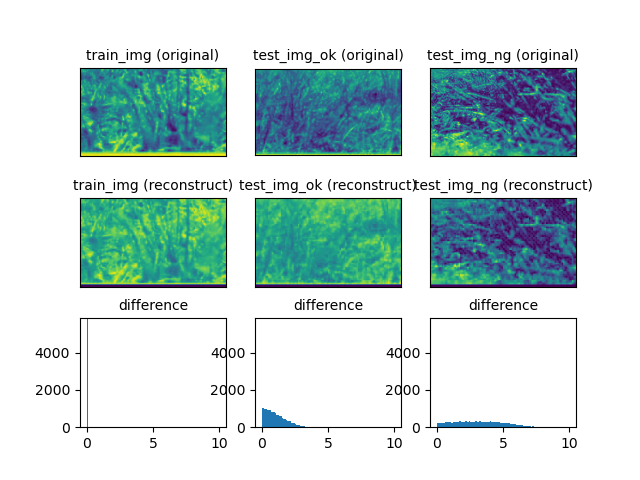 train_img (original) test_img_ok (original) test_img_ng (original)
train_img (reconstruct) test_img_ok (reconstruct) test_img_ng (reconstruct)
difference difference difference
4000 4000 4000
2000 2000 2000
0 0 0
0 5 10 0 5 10 0 5 10